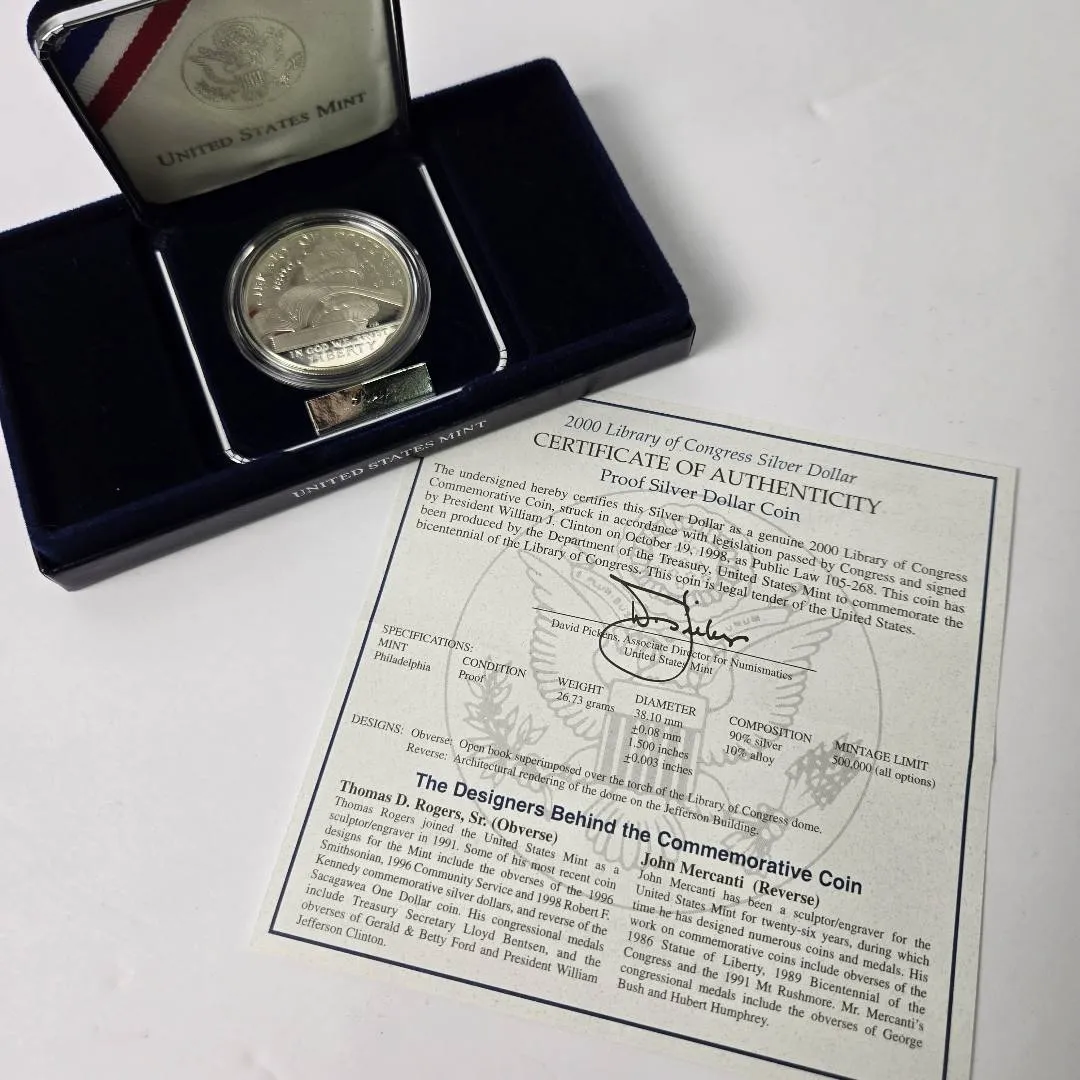 UNITED STATES MINT
LIBRARY OF CONGRESS
IN GOD WE TRUST
LIBERTY
UNITED STATES MINT
2000 Library of Congress Silver Dollar
CERTIFICATE OF AUTHENTICITY
Proof Silver Dollar Coin
The undersigned hereby certifies this Silver Dollar as a genuine 2000 Library of Congress
Commemorative Coin, struck in accordance with legislation passed by Congress and signed
by President William J. Clinton on October 19, 1998, as Public Law 105-268. This coin has
been produced by the Department of the Treasury, United States Mint to commemorate the
bicentennial of the Library of Congress. This coin is legal tender of the United States.
David Pickens, Associate Director for Numismatics
United States Mint
SPECIFICATIONS:
MINT CONDITION WEIGHT DIAMETER COMPOSITION MINTAGE LIMIT
Philadelphia Proof 26.73 grams 38.10 mm 90% silver 500,000 (all options)
±0.08 mm 10% alloy
1.500 inches
±0.003 inches
DESIGNS: Obverse: Open book superimposed over the torch of the Library of Congress dome.
Reverse: Architectural rendering of the dome on the Jefferson Building.
The Designers Behind the Commemorative Coin
Thomas D. Rogers, Sr. (Obverse)
Thomas Rogers joined the United States Mint as a
sculptor/engraver in 1991. Some of his most recent coin
designs for the Mint include the obverses of the 1996
Smithsonian, 1996 Community Service and 1998 Robert F.
Kennedy commemorative silver dollars, and reverse of the
Sacagawea One Dollar coin. His congressional medals
include Treasury Secretary Lloyd Bentsen, and the
obverses of Gerald & Betty Ford and President William
Jefferson Clinton.
John Mercanti (Reverse)
John Mercanti has been a sculptor/engraver for the
United States Mint for twenty-six years, during which
time he has designed numerous coins and medals. His
work on commemorative coins include obverses of the
1986 Statue of Liberty, 1989 Bicentennial of the
Congress and the 1991 Mt Rushmore. Mr. Mercanti's
congressional medals include the obverses of George
Bush and Hubert Humphrey.